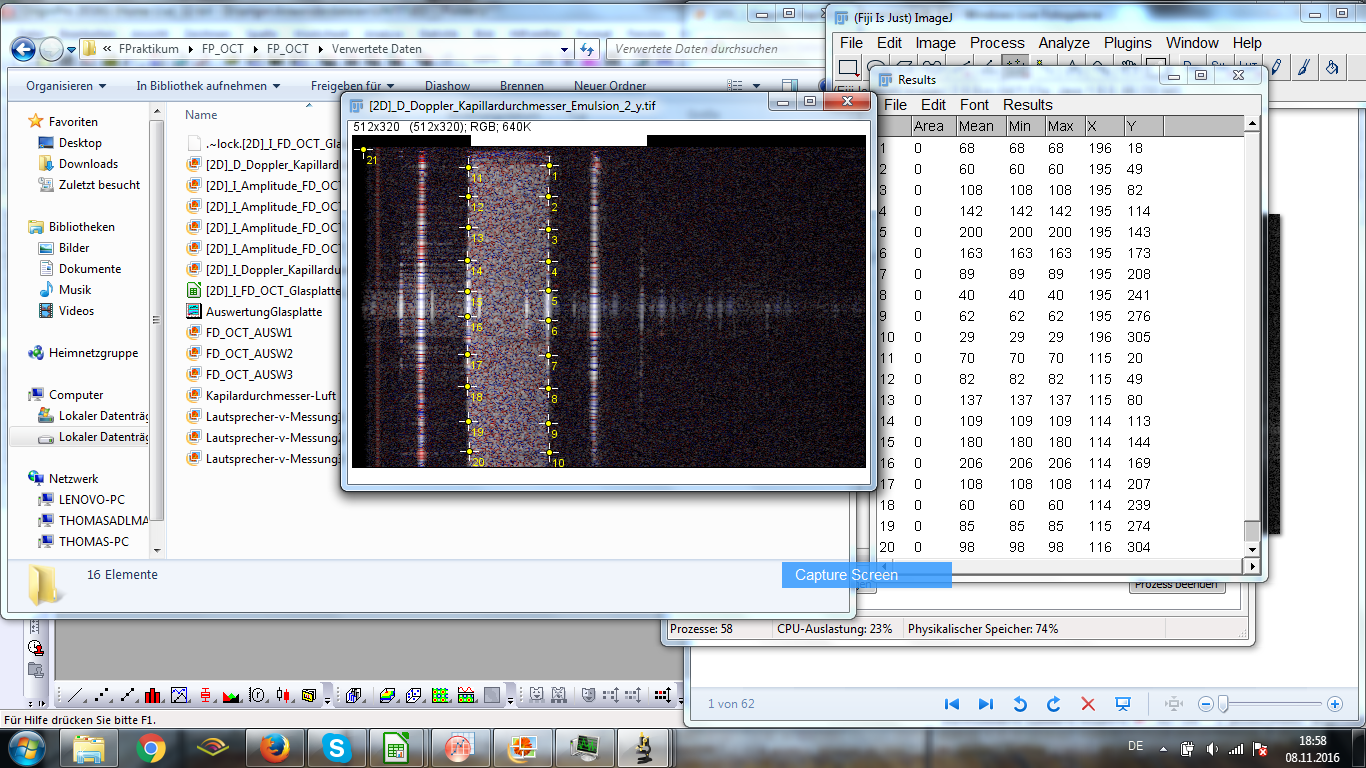 (Fiji Is Just) ImageJ
File Edit Image Process Analyze Plugins Window Help
« FPraktikum FP_OCT FP_OCT Verwertete Daten
Verwertete Daten durchsuchen
Organisieren In Bibliothek aufnehmen Freigeben für Diashow Brennen Neuer Ordner
Favoriten
Desktop
Downloads
Zuletzt besucht
Bibliotheken
Bilder
Dokumente
Musik
Videos
Heimnetzgruppe
Computer
Lokaler Datenträ
Lokaler Datenträ
Netzwerk
LENOVO-PC
THOMASADLMA
THOMAS-PC
Name
.~lock.[2D]_I_FD_OCT_Gla
[2D]_D_Doppler_Kapillard
[2D]_I_Amplitude_FD_OCT
[2D]_I_Amplitude_FD_OCT
[2D]_I_Amplitude_FD_OCT
[2D]_I_Amplitude_FD_OCT
[2D]_I_Doppler_Kapillardu
[2D]_I_FD_OCT_Glasplatte
AuswertungGlasplatte
FD_OCT_AUSW1
FD_OCT_AUSW2
FD_OCT_AUSW3
Kapilardurchmesser-Luft
Lautsprecher-v-Messung
Lautsprecher-v-Messung
Lautsprecher-v-Messung
16 Elemente
[2D]_D_Doppler_Kapillardurchmesser_Emulsion_2_y.tif
512x320 (512x320); RGB; 640K
21
11 1
12 2
13 3
14 4
15 5
16 6
17 7
18 8
19 9
20 10
Results
File Edit Font Results
Area Mean Min Max X Y
1 0 68 68 68 196 18
2 0 60 60 60 195 49
3 0 108 108 108 195 82
4 0 142 142 142 195 114
5 0 200 200 200 195 143
6 0 163 163 163 195 173
7 0 89 89 89 195 208
8 0 40 40 40 195 241
9 0 62 62 62 195 276
10 0 29 29 29 196 305
11 0 70 70 70 115 20
12 0 82 82 82 115 49
13 0 137 137 137 115 80
14 0 109 109 109 114 113
15 0 180 180 180 114 144
16 0 206 206 206 114 169
17 0 108 108 108 114 207
18 0 60 60 60 114 239
19 0 85 85 85 115 274
20 0 98 98 98 116 304
Capture Screen
Prozess beenden
Prozesse: 58 CPU-Auslastung: 23% Physikalischer Speicher: 74%
1 von 62
Für Hilfe drücken Sie bitte F1.
DE
18:58
08.11.2016